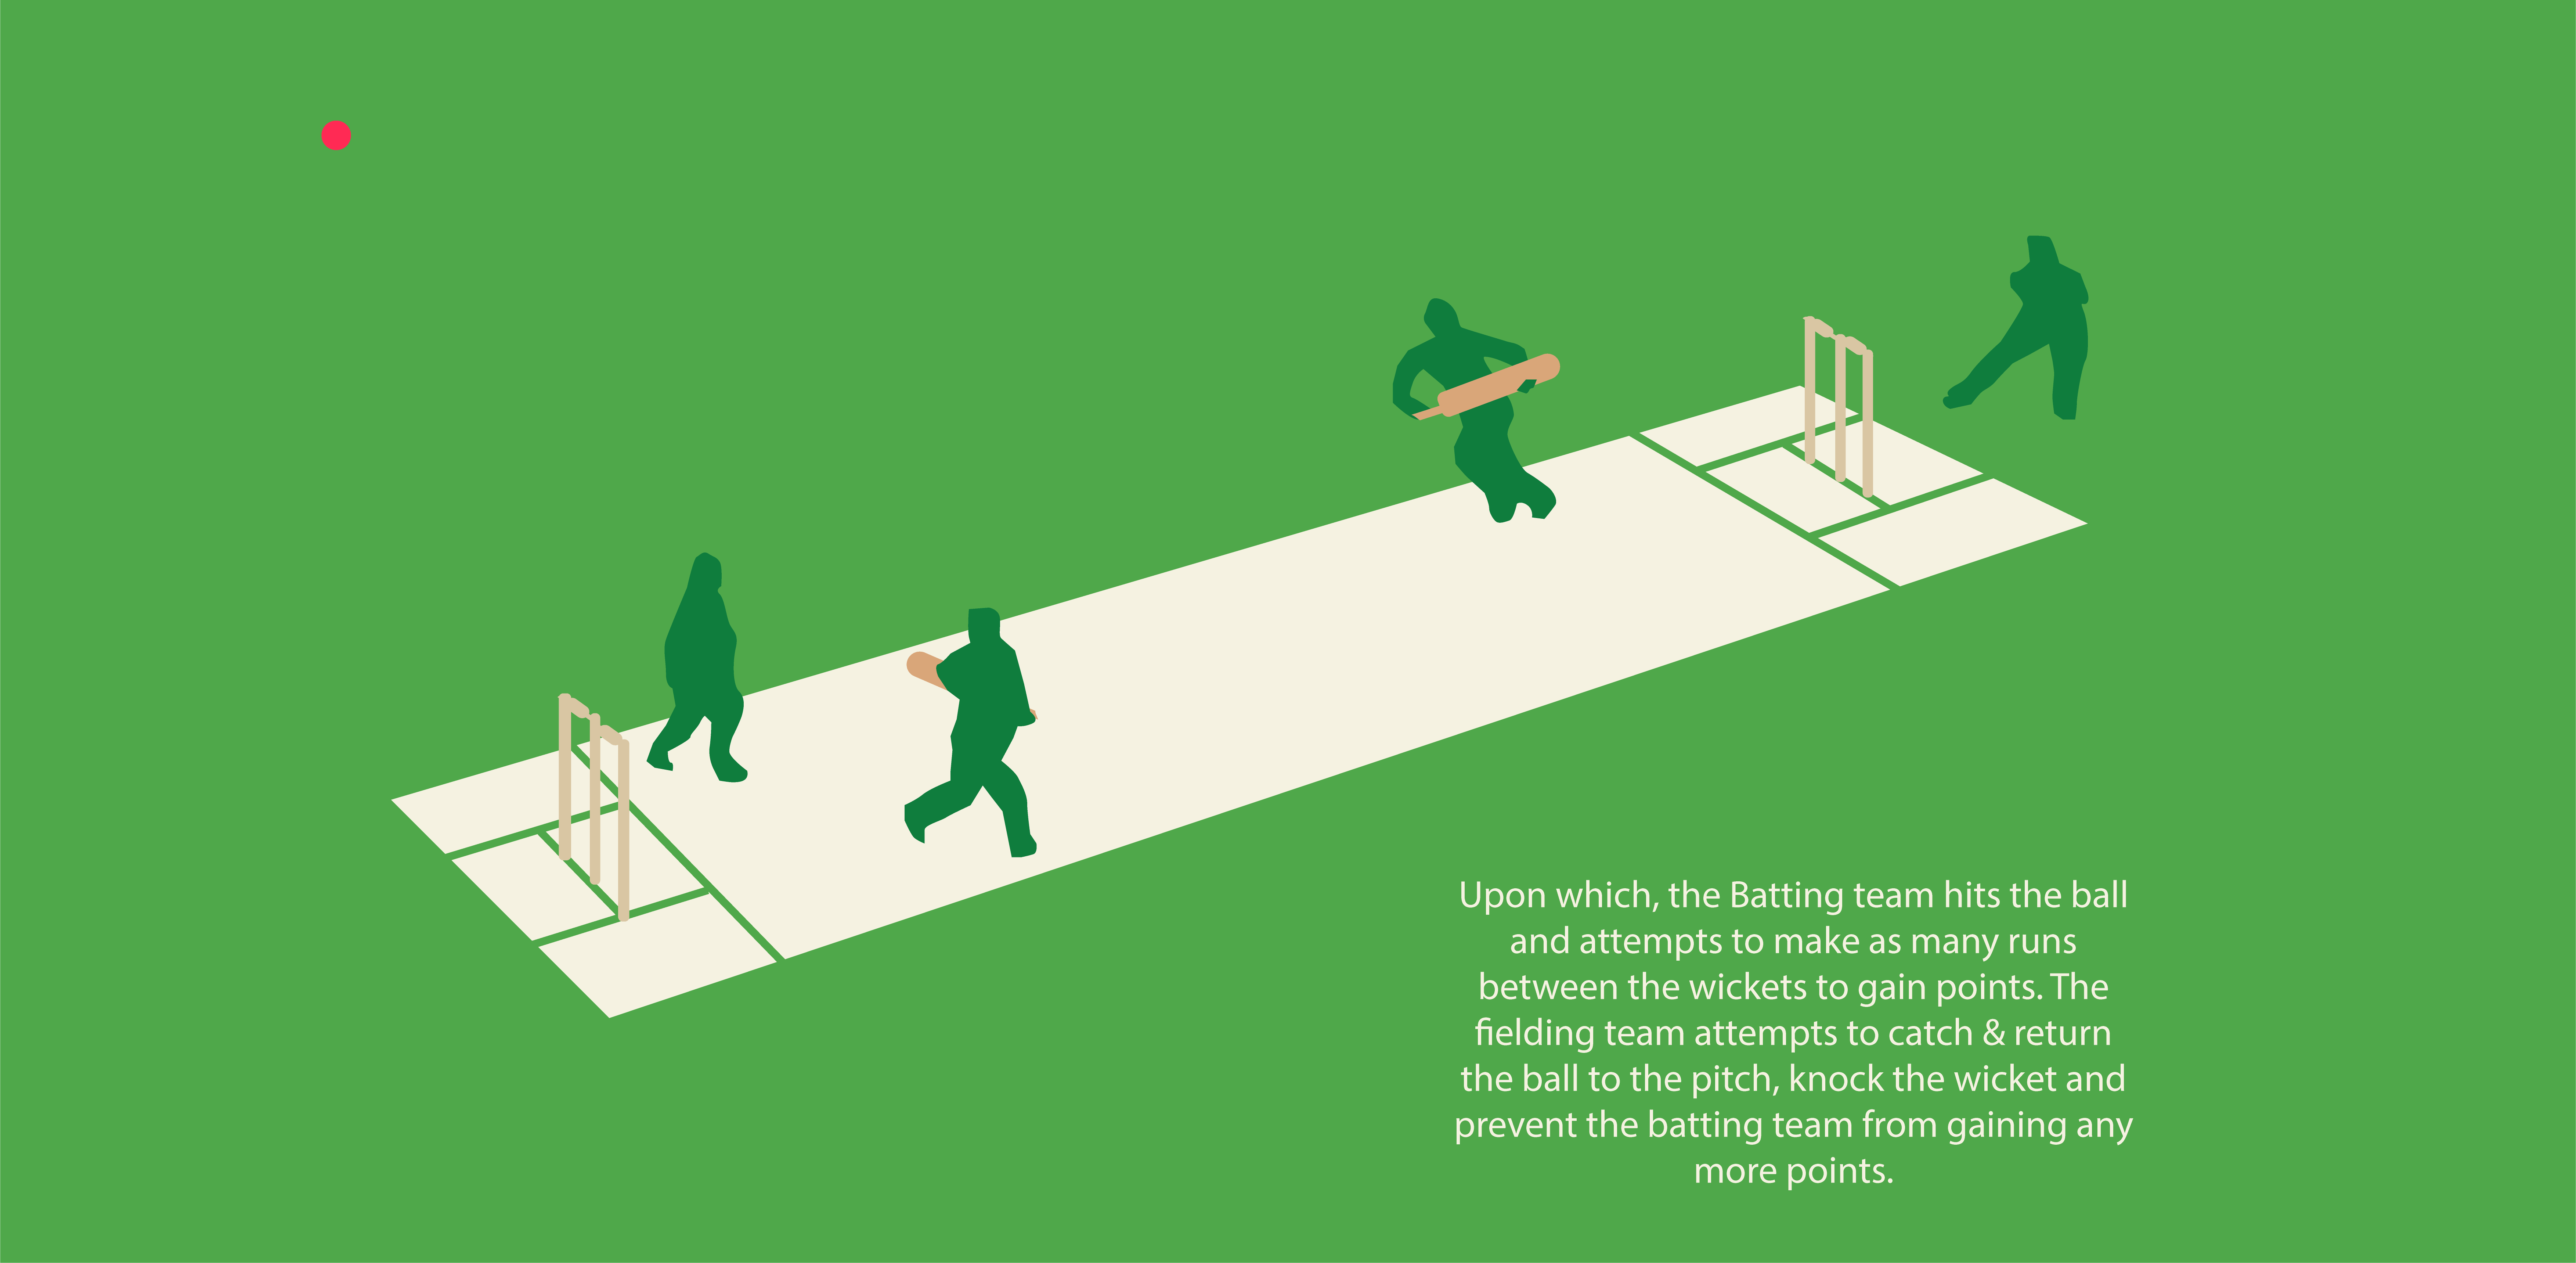 Upon which, the Batting team hits the ball
and attempts to make as many runs
between the wickets to gain points. The
fielding team attempts to catch & return
the ball to the pitch, knock the wicket and
prevent the batting team from gaining any
more points.